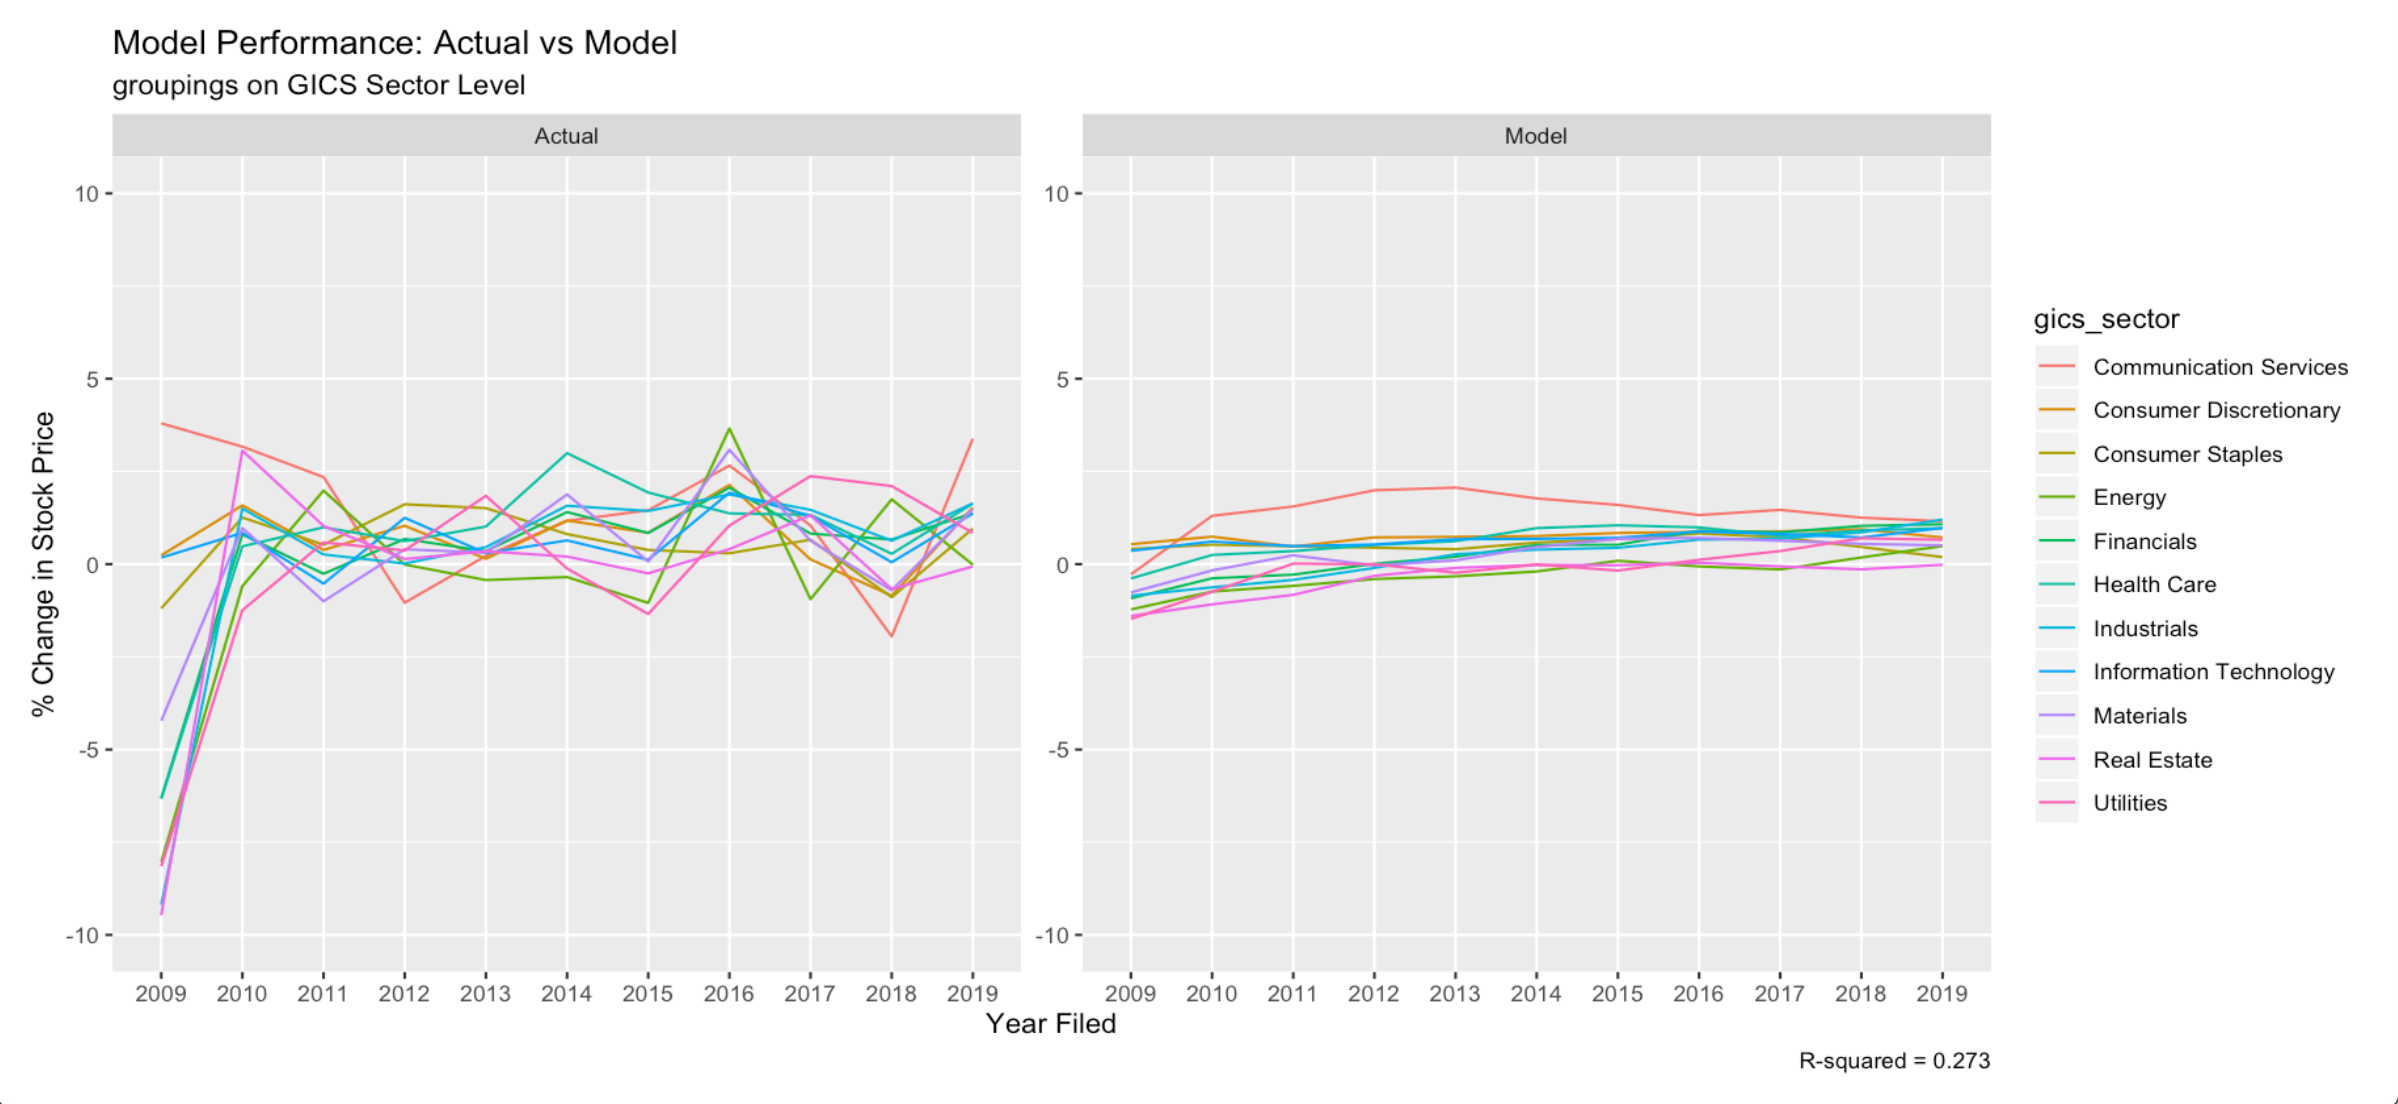 Model Performance: Actual vs Model
groupings on GICS Sector Level
Actual
Model
% Change in Stock Price
10
5
0
-5
-10
10
5
0
-5
-10
2009 2010 2011 2012 2013 2014 2015 2016 2017 2018 2019
2009 2010 2011 2012 2013 2014 2015 2016 2017 2018 2019
Year Filed
R-squared = 0.273
gics_sector
Communication Services
Consumer Discretionary
Consumer Staples
Energy
Financials
Health Care
Industrials
Information Technology
Materials
Real Estate
Utilities